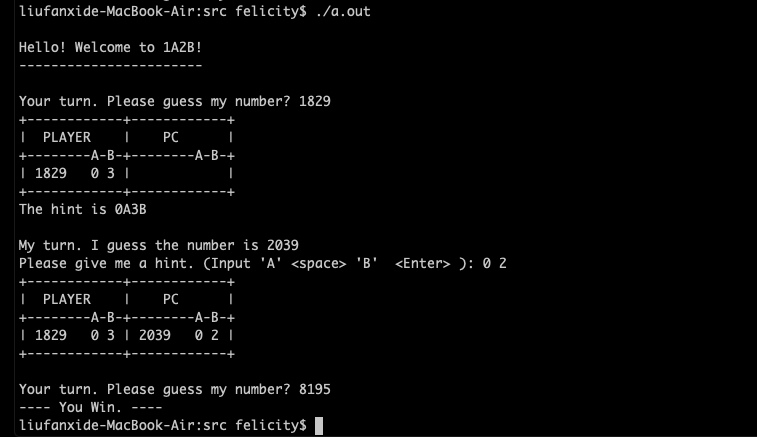 liufanxide-MacBook-Air:src felicity$ ./a.out
Hello! Welcome to 1A2B!
-----------------------
Your turn. Please guess my number? 1829
+------------+------------+
|  PLAYER    |    PC      |
+--------A-B-+--------A-B-+
| 1829   0 3 |            |
+------------+------------+
The hint is 0A3B
My turn. I guess the number is 2039
Please give me a hint. (Input 'A' <space> 'B'  <Enter> ): 0 2
+------------+------------+
|  PLAYER    |    PC      |
+--------A-B-+--------A-B-+
| 1829   0 3 | 2039   0 2 |
+------------+------------+
Your turn. Please guess my number? 8195
---- You Win. ----
liufanxide-MacBook-Air:src felicity$